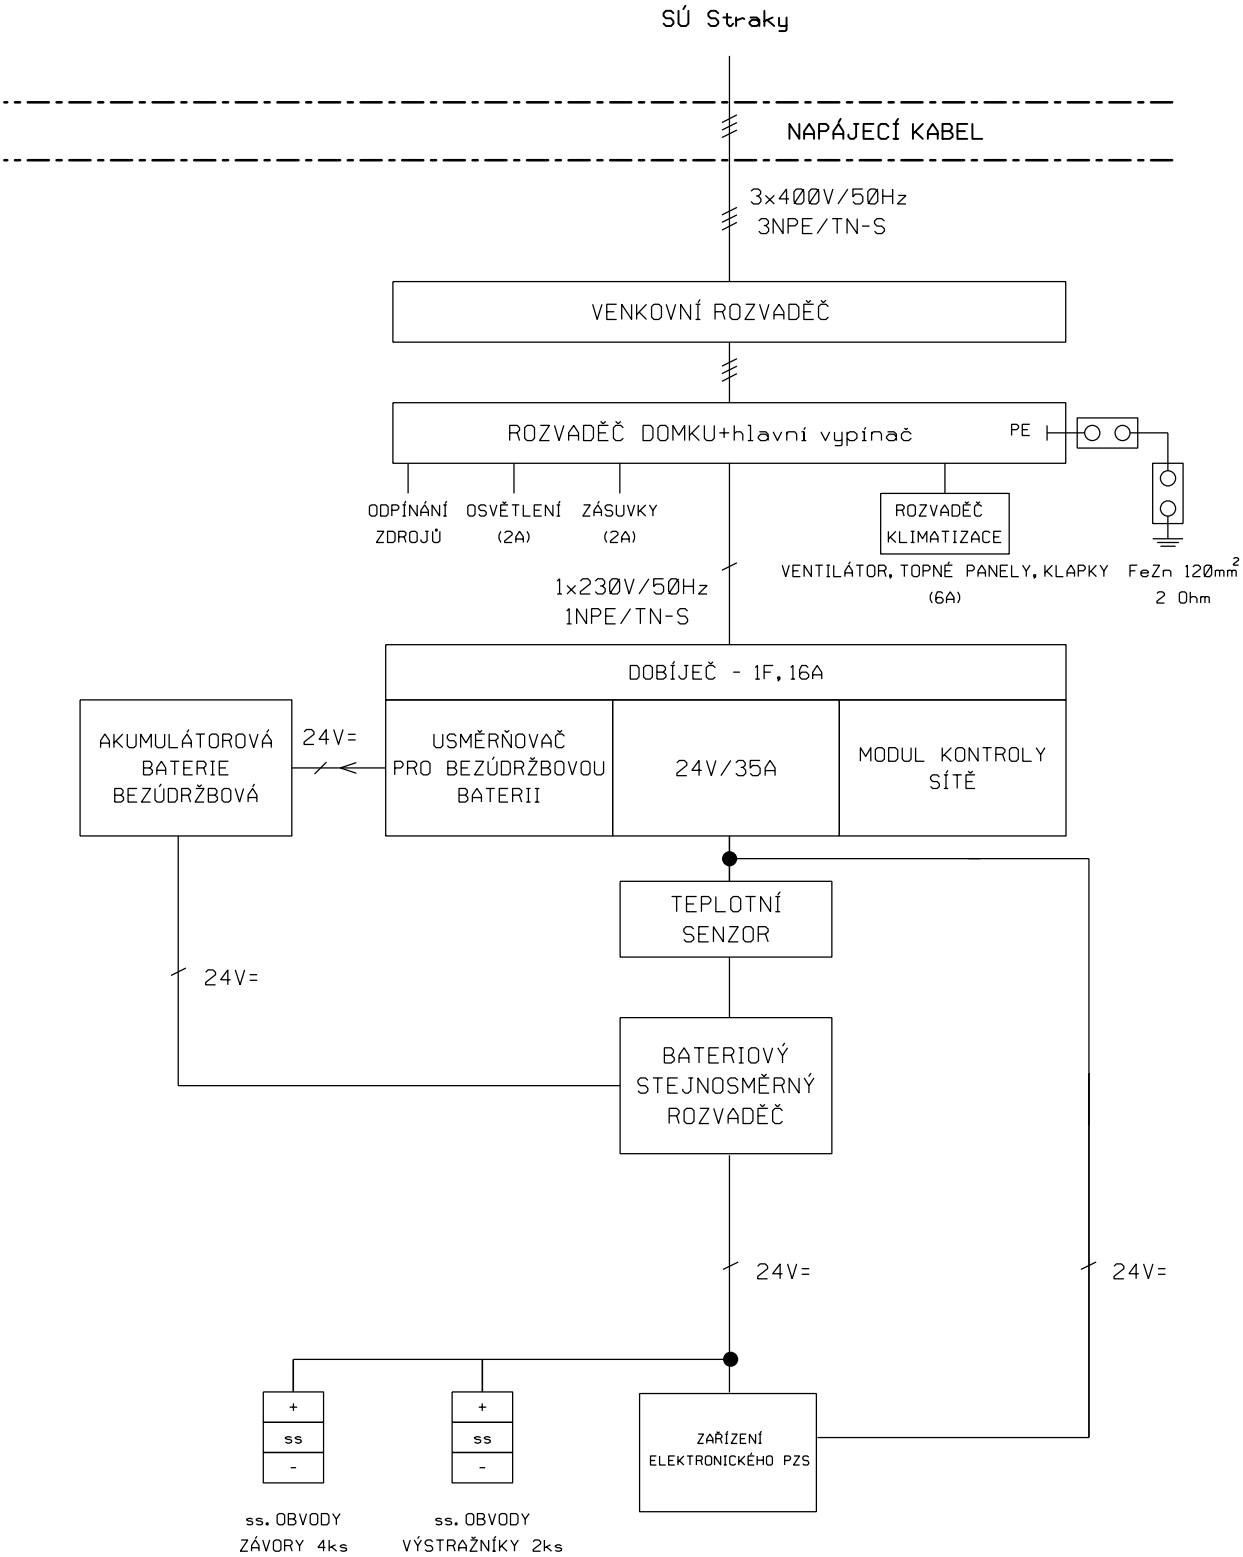 SÚ Straky
NAPÁJECÍ KABEL
3x400V/50Hz
3NPE/TN-S
VENKOVNÍ ROZVADĚČ
ROZVADĚČ DOMKU+hlavní vypínač
PE
ODPÍNÁNÍ
ZDROJŮ
OSVĚTLENÍ
(2A)
ZÁSUVKY
(2A)
ROZVADĚČ
KLIMATIZACE
VENTILÁTOR, TOPNÉ PANELY, KLAPKY
(6A)
FeZn 120mm²
2 Ohm
1x230V/50Hz
1NPE/TN-S
DOBÍJEČ - 1F, 16A
AKUMULÁTOROVÁ
BATERIE
BEZÚDRŽBOVÁ
24V=
USMĚRŇOVAČ
PRO BEZÚDRŽBOVOU
BATERII
24V/35A
MODUL KONTROLY
SÍTĚ
TEPLOTNÍ
SENZOR
24V=
BATERIOVÝ
STEJNOSMĚRNÝ
ROZVADĚČ
24V=
24V=
+
ss
-
+
ss
-
ZAŘÍZENÍ
ELEKTRONICKÉHO PZS
ss. OBVODY
ZÁVORY 4ks
ss. OBVODY
VÝSTRAŽNÍKY 2ks